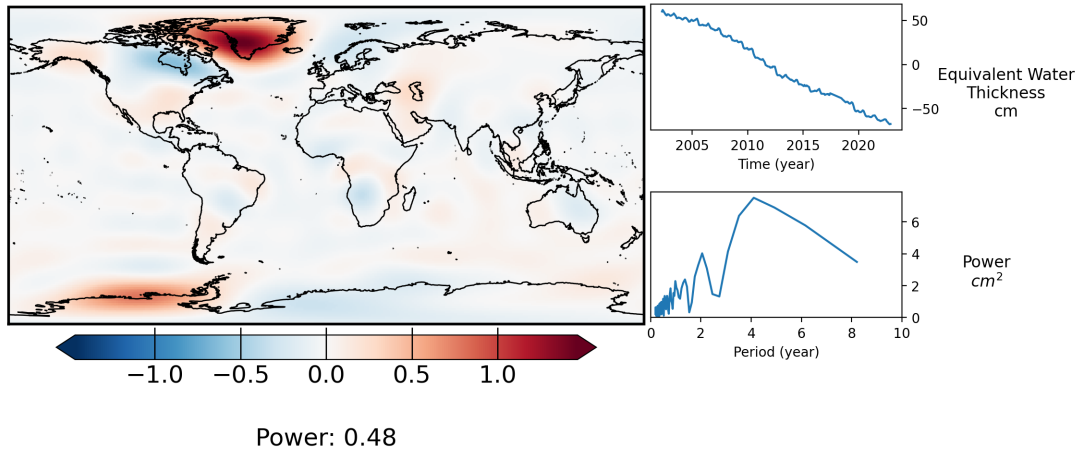 50
0
−50
Equivalent Water
Thickness
cm
2005 2010 2015 2020
Time (year)
6
4
2
0
Power
cm²
0 2 4 6 8 10
Period (year)
−1.0 −0.5 0.0 0.5 1.0
Power: 0.48